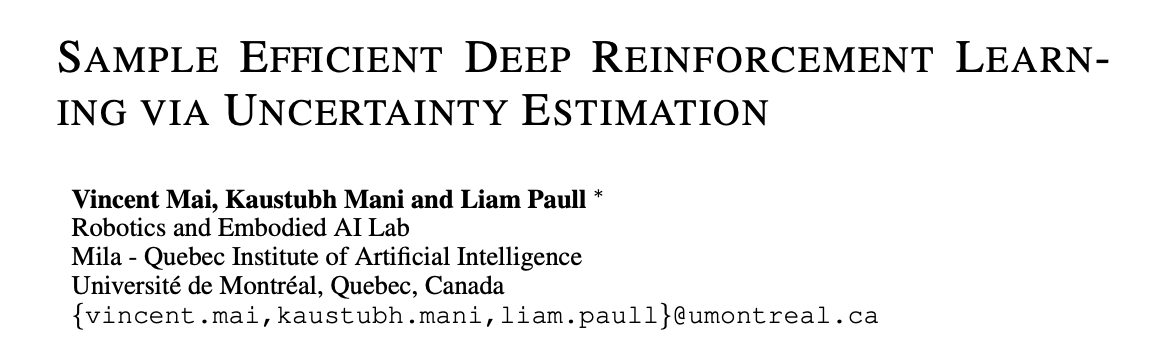 SAMPLE EFFICIENT DEEP REINFORCEMENT LEARN-
ING VIA UNCERTAINTY ESTIMATION
Vincent Mai, Kaustubh Mani and Liam Paull *
Robotics and Embodied AI Lab
Mila - Quebec Institute of Artificial Intelligence
Université de Montréal, Quebec, Canada
{vincent.mai,kaustubh.mani,liam.paull}@umontreal.ca